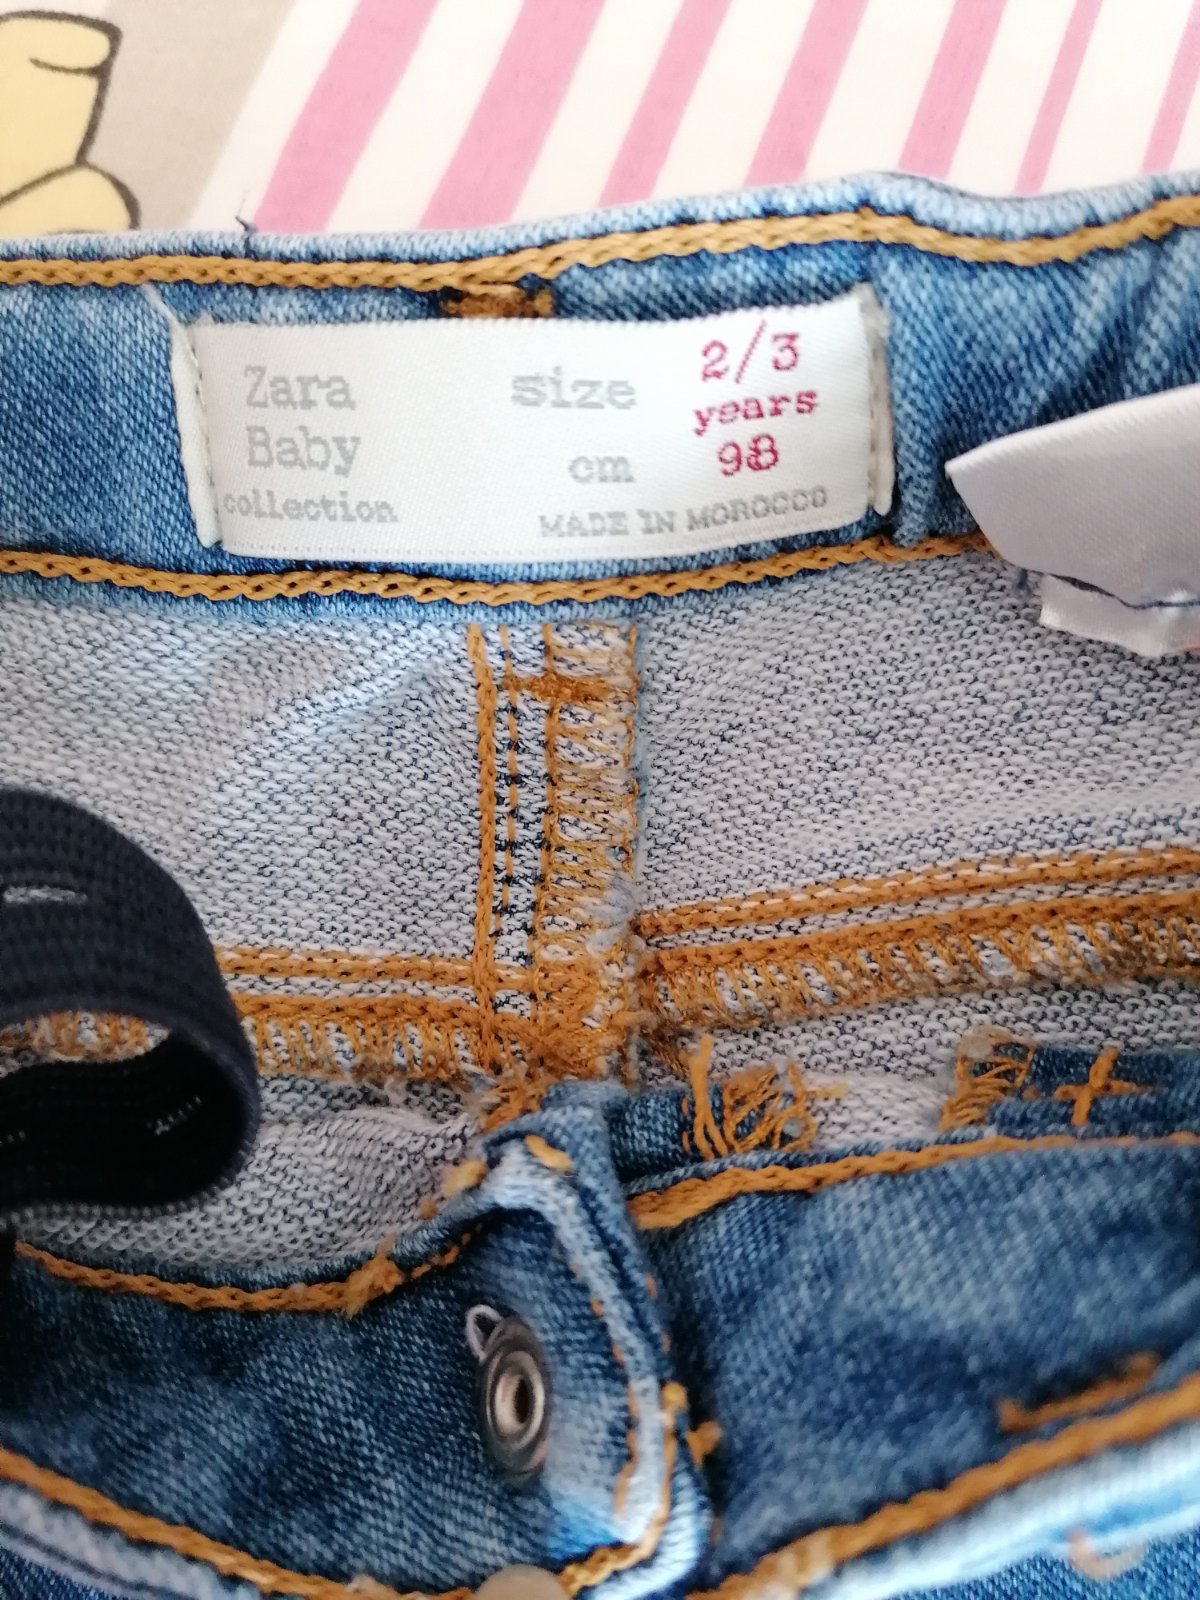 Zara
Baby
collection
size 2/3
years
cm 98
MADE IN MOROCCO